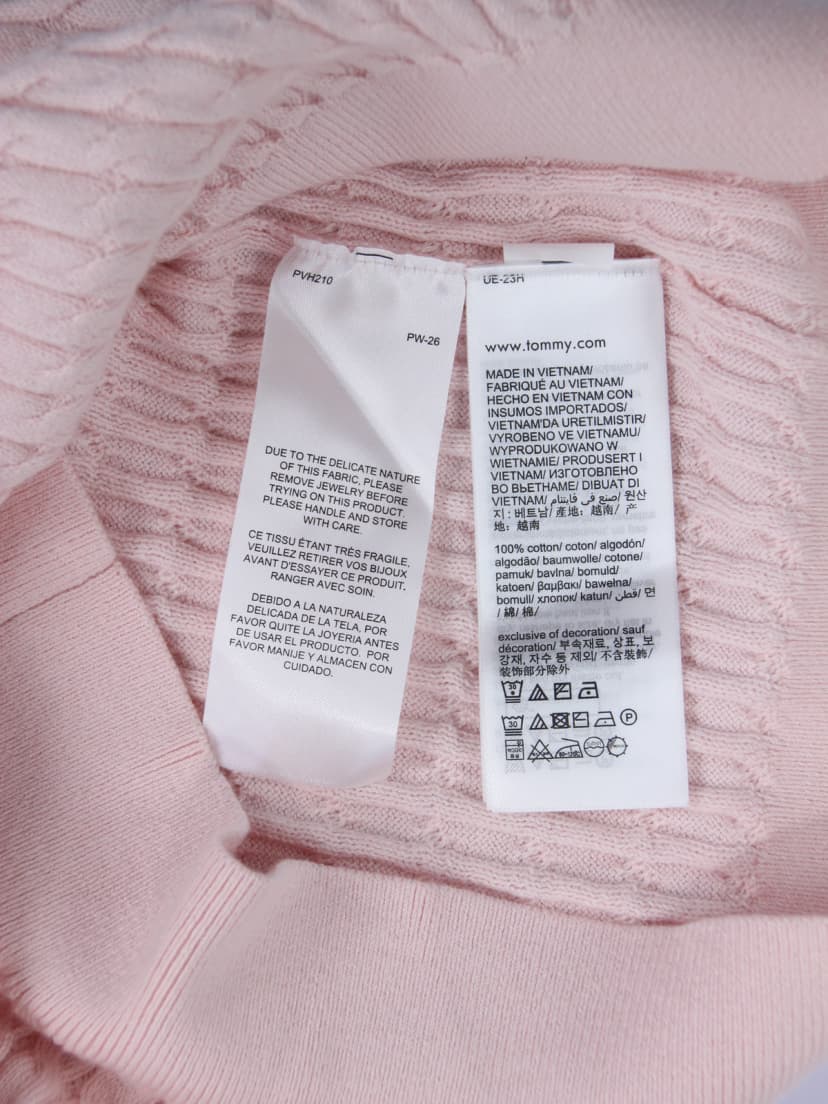 PVH210
PW-26
DUE TO THE DELICATE NATURE
OF THIS FABRIC, PLEASE
REMOVE JEWELRY BEFORE
TRYING ON THIS PRODUCT.
PLEASE HANDLE AND STORE
WITH CARE.
CE TISSU ÉTANT TRÈS FRAGILE,
VEUILLEZ RETIRER VOS BIJOUX
AVANT D'ESSAYER CE PRODUIT.
RANGER AVEC SOIN.
DEBIDO A LA NATURALEZA
DELICADA DE LA TELA, POR
FAVOR QUITE LA JOYERIA ANTES
DE USAR EL PRODUCTO. POR
FAVOR MANIJE Y ALMACEN CON
CUIDADO.
UE-23H
www.tommy.com
MADE IN VIETNAM/
FABRIQUÉ AU VIETNAM/
HECHO EN VIETNAM CON
INSUMOS IMPORTADOS/
VIETNAM'DA URETILMISTIR/
VYROBENO VE VIETNAMU/
WYPRODUKOWANO W
WIETNAMIE/ PRODUSERT I
VIETNAM/ ИЗГОТОВЛЕНО
ВО ВЬЕТНАМЕ/ DIBUAT DI
VIETNAM/ صنع في فايتنام/ 원산
지 : 베트남/ 產地: 越南/ 产
地: 越南
100% cotton/ coton/ algodón/
algodão/ baumwolle/ cotone/
pamuk/ bavlna/ bomuld/
katoen/ βαμβακι/ bawełna/
bomull/ хлопок/ katun/ قطن/ 면
/ 綿/ 棉/
exclusive of decoration/ sauf
décoration/ 부속재료, 상표, 보
강재, 자수 등 제외/ 不含裝飾/
装饰部分除外
30
30 P